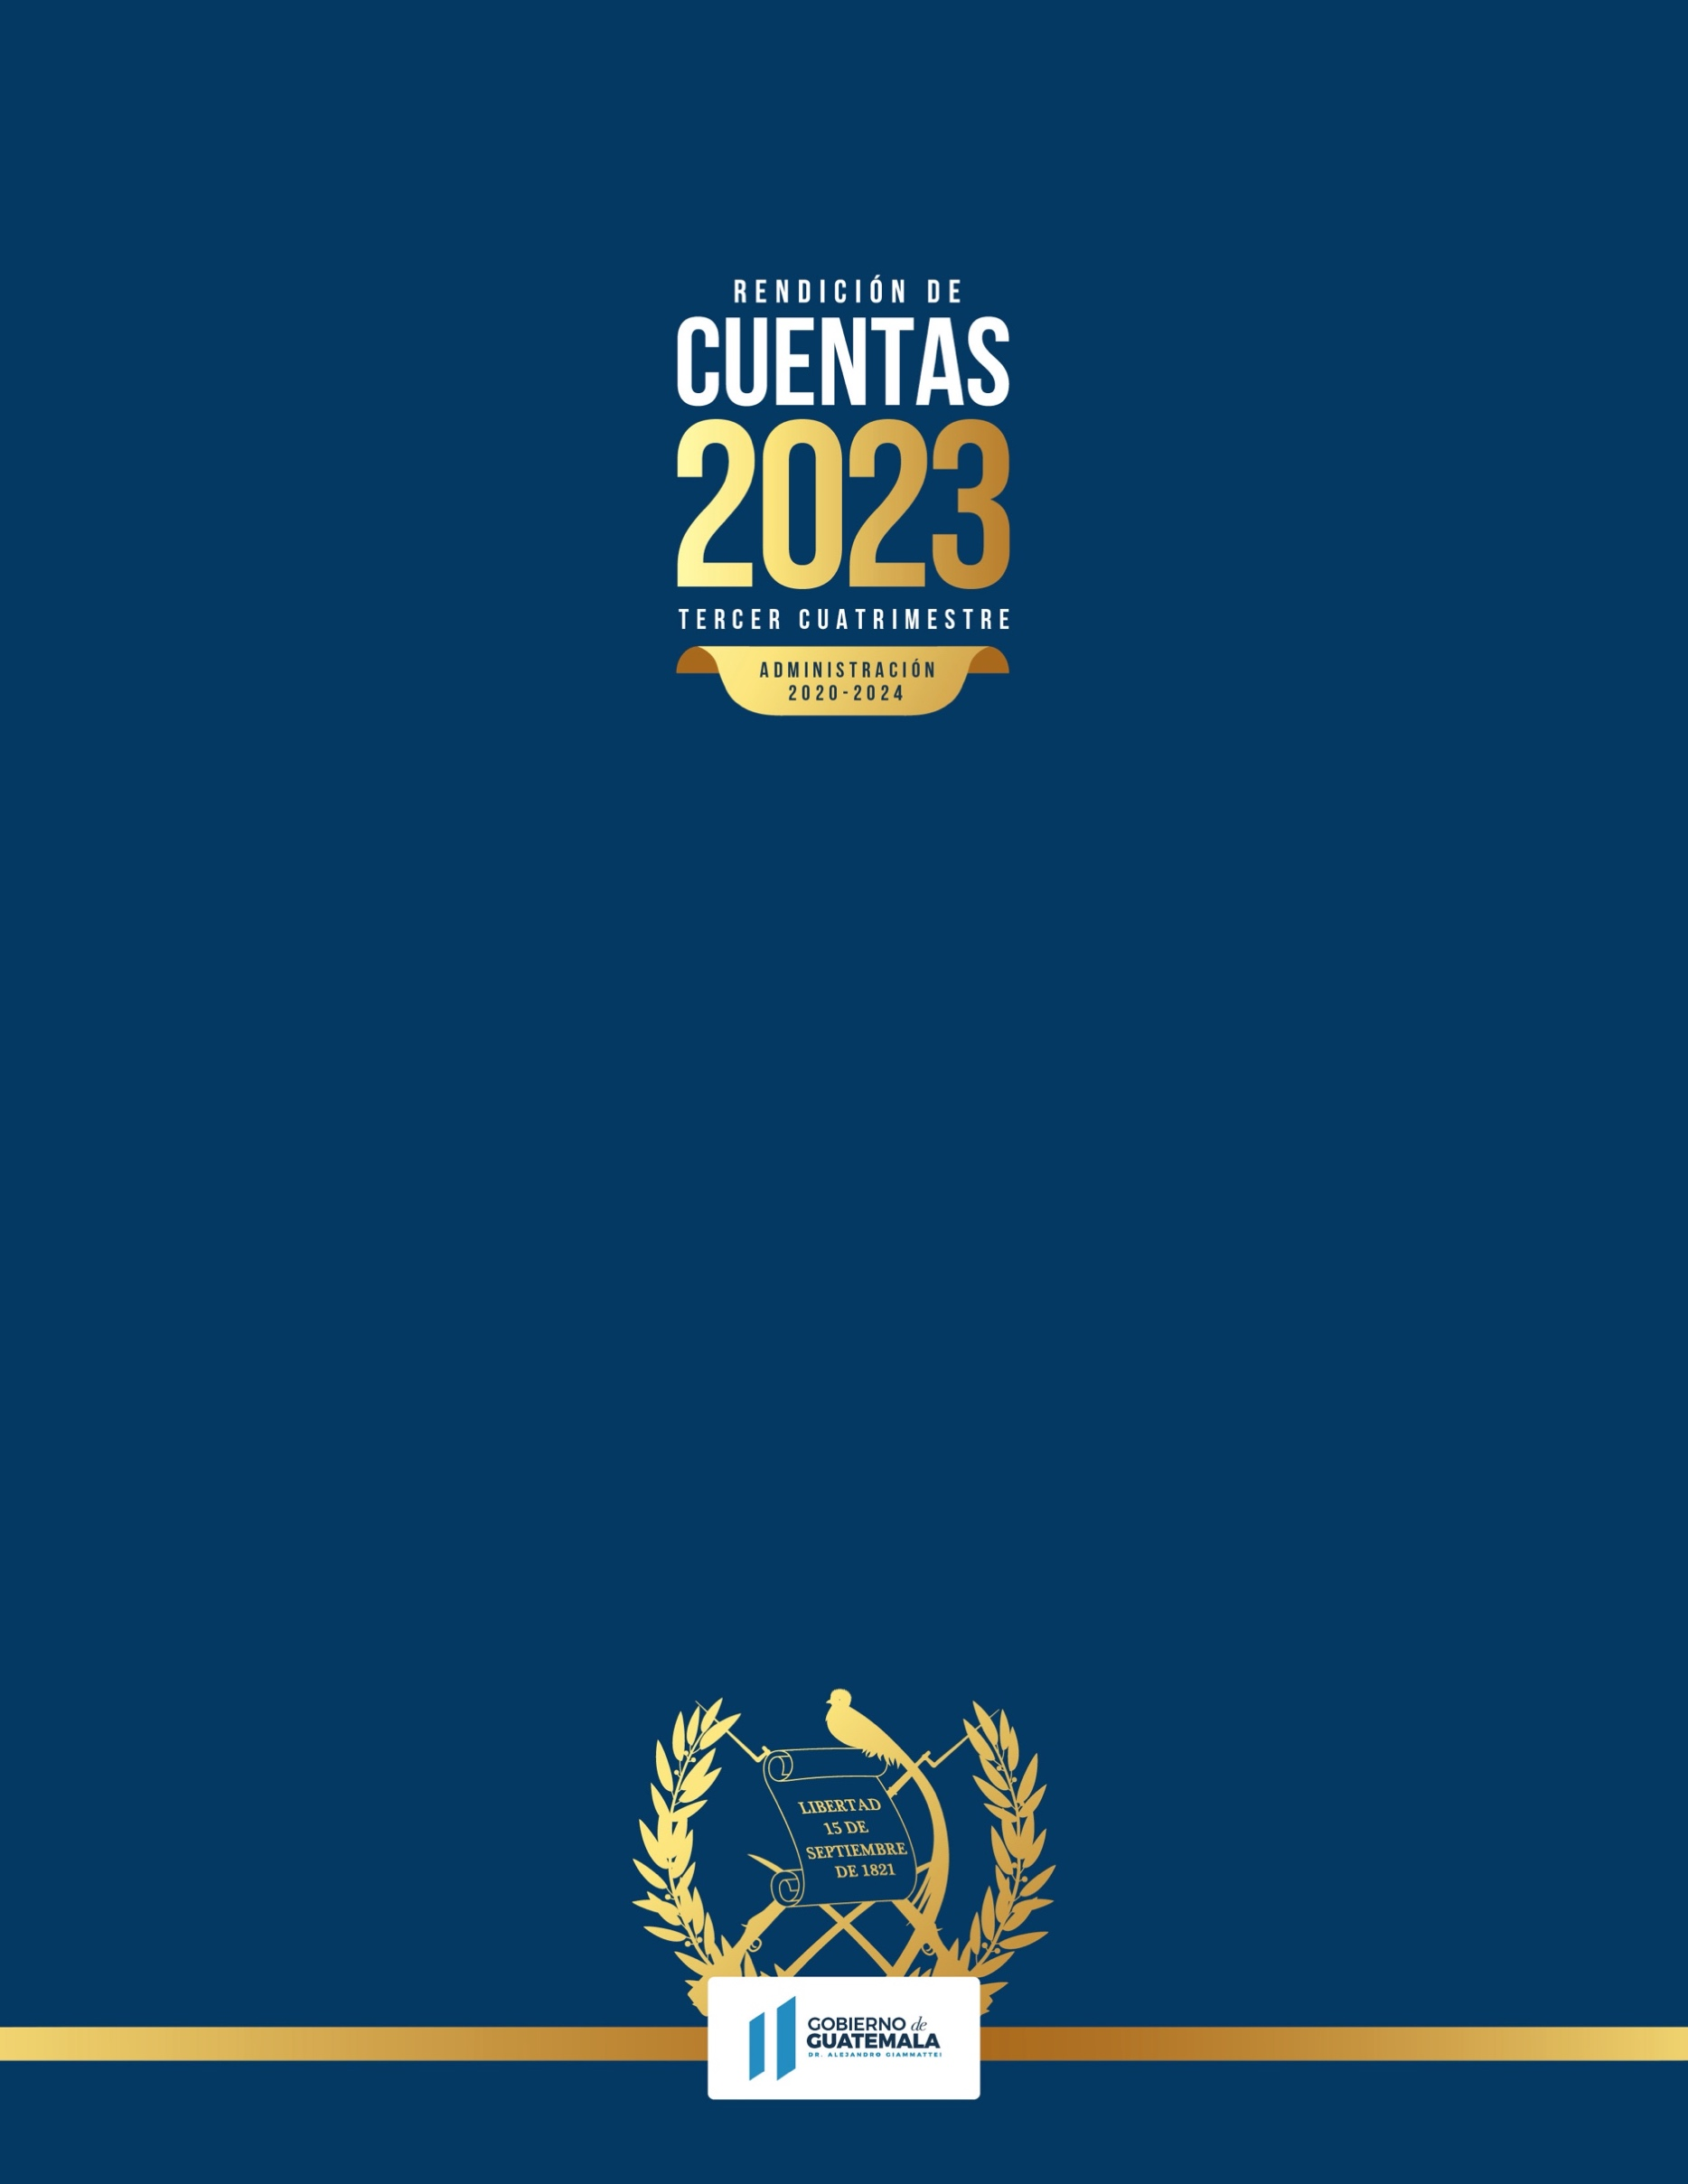 RENDICIÓN DE
CUENTAS
2023
TERCER CUATRIMESTRE
ADMINISTRACIÓN
2020-2024
LIBERTAD
15 DE
SEPTIEMBRE
DE 1821
GOBIERNO de
GUATEMALA
DR. ALEJANDRO GIAMMATTEI